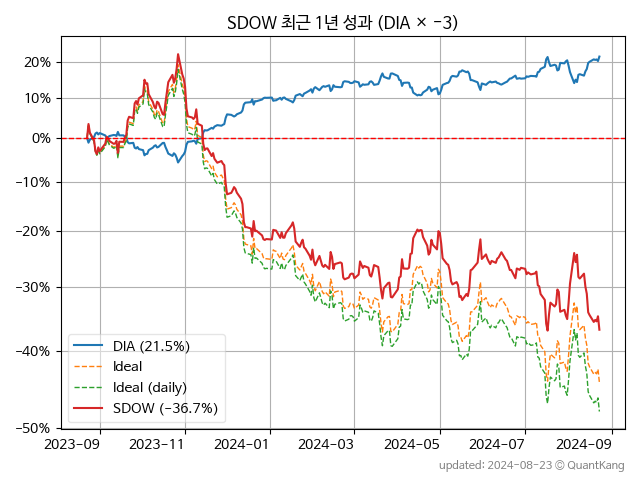 SDOW 최근 1년 성과 (DIA × -3)
20%
10%
0%
-10%
-20%
-30%
-40%
-50%
DIA (21.5%)
Ideal
Ideal (daily)
SDOW (-36.7%)
2023-09
2023-11
2024-01
2024-03
2024-05
2024-07
2024-09
updated: 2024-08-23 © QuantKang